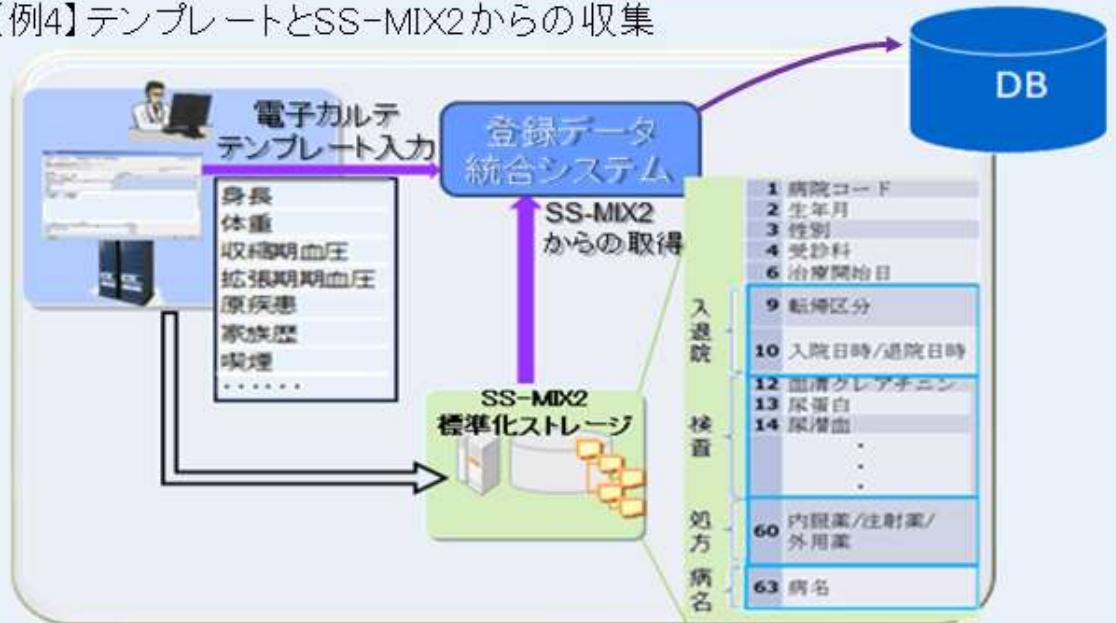 【例4】テンプレートとSS-MIX2からの収集
DB
電子カルテ
テンプレート入力
登録データ
統合システム
身長
体重
収縮期血圧
拡張期期血圧
原疾患
家族歴
喫煙
・・・・・・
SS-MIX2
からの取得
SS-MIX2
標準化ストレージ
1 病院コード
2 生年月
3 性別
4 受診科
6 治療開始日
入退院
9 転帰区分
10 入院日時/退院日時
検査
12 血清クレアチニン
13 尿蛋白
14 尿潜血
・
・
・
処方
60 内服薬/注射薬/
外用薬
病名
63 病名